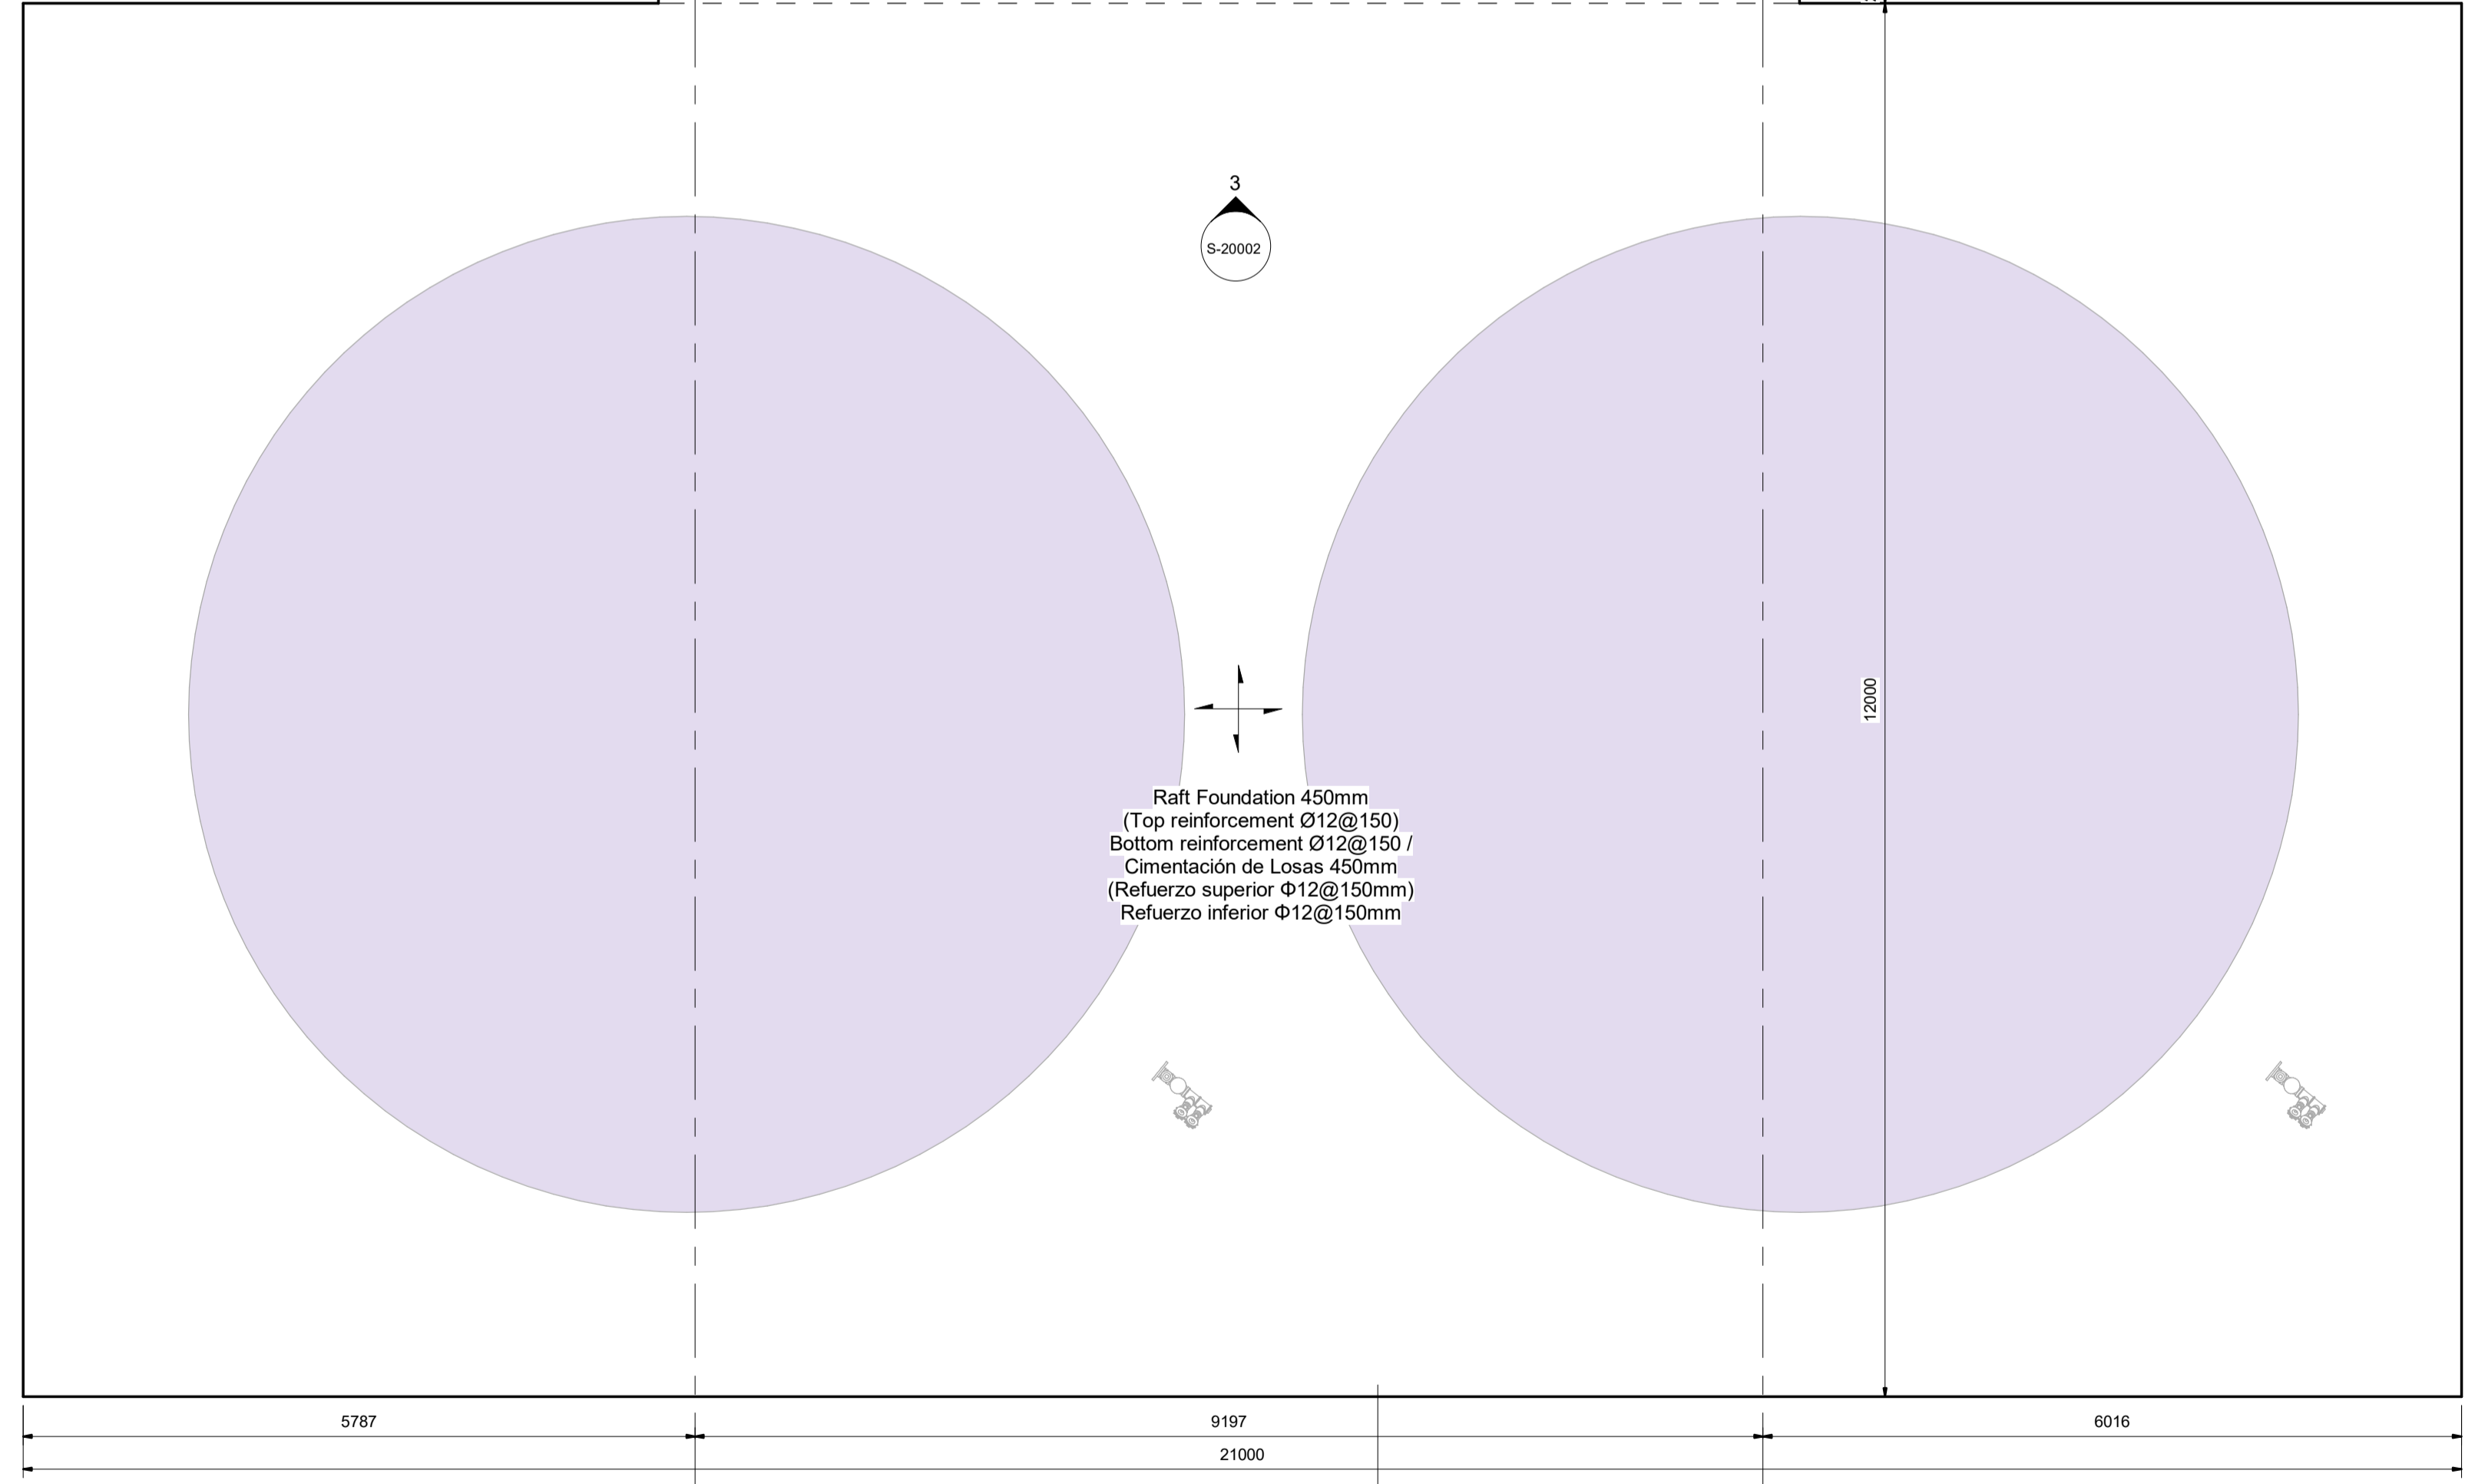 3
S-20002
12000
Raft Foundation 450mm
(Top reinforcement Ø12@150)
Bottom reinforcement Ø12@150 /
Cimentación de Losas 450mm
(Refuerzo superior Φ12@150mm)
Refuerzo inferior Φ12@150mm
5787
9197
6016
21000